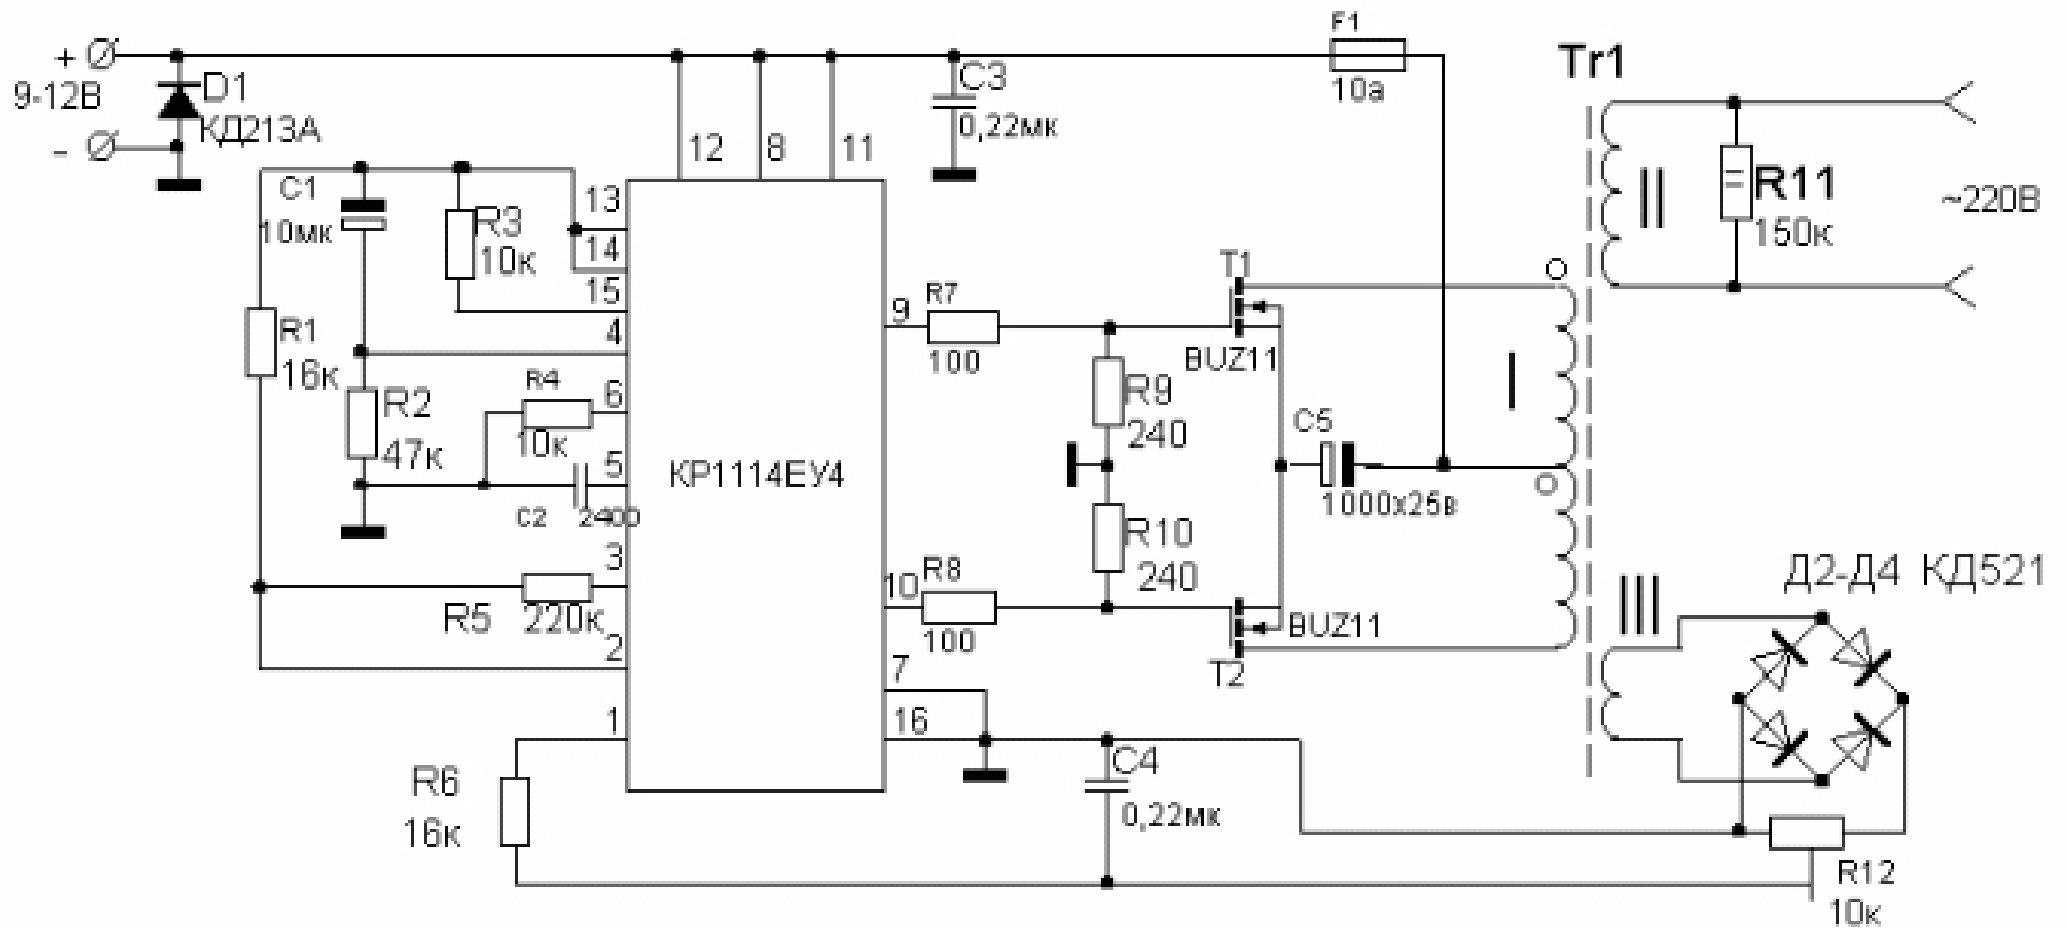 +
9-12В
-
D1
КД213А
C1
10мк
R3
10к
R1
16к
R2
47к
R4
10к
C2
2400
R5
220к
R6
16к
12
8
11
13
14
15
4
6
5
3
2
1
КР1114ЕУ4
9
10
7
16
C3
0,22мк
F1
10а
R7
100
R8
100
R9
240
R10
240
T1
BUZ11
C5
1000х25в
BUZ11
T2
C4
0,22мк
Tr1
I
II
III
R11
150к
~220В
Д2-Д4 КД521
R12
10к